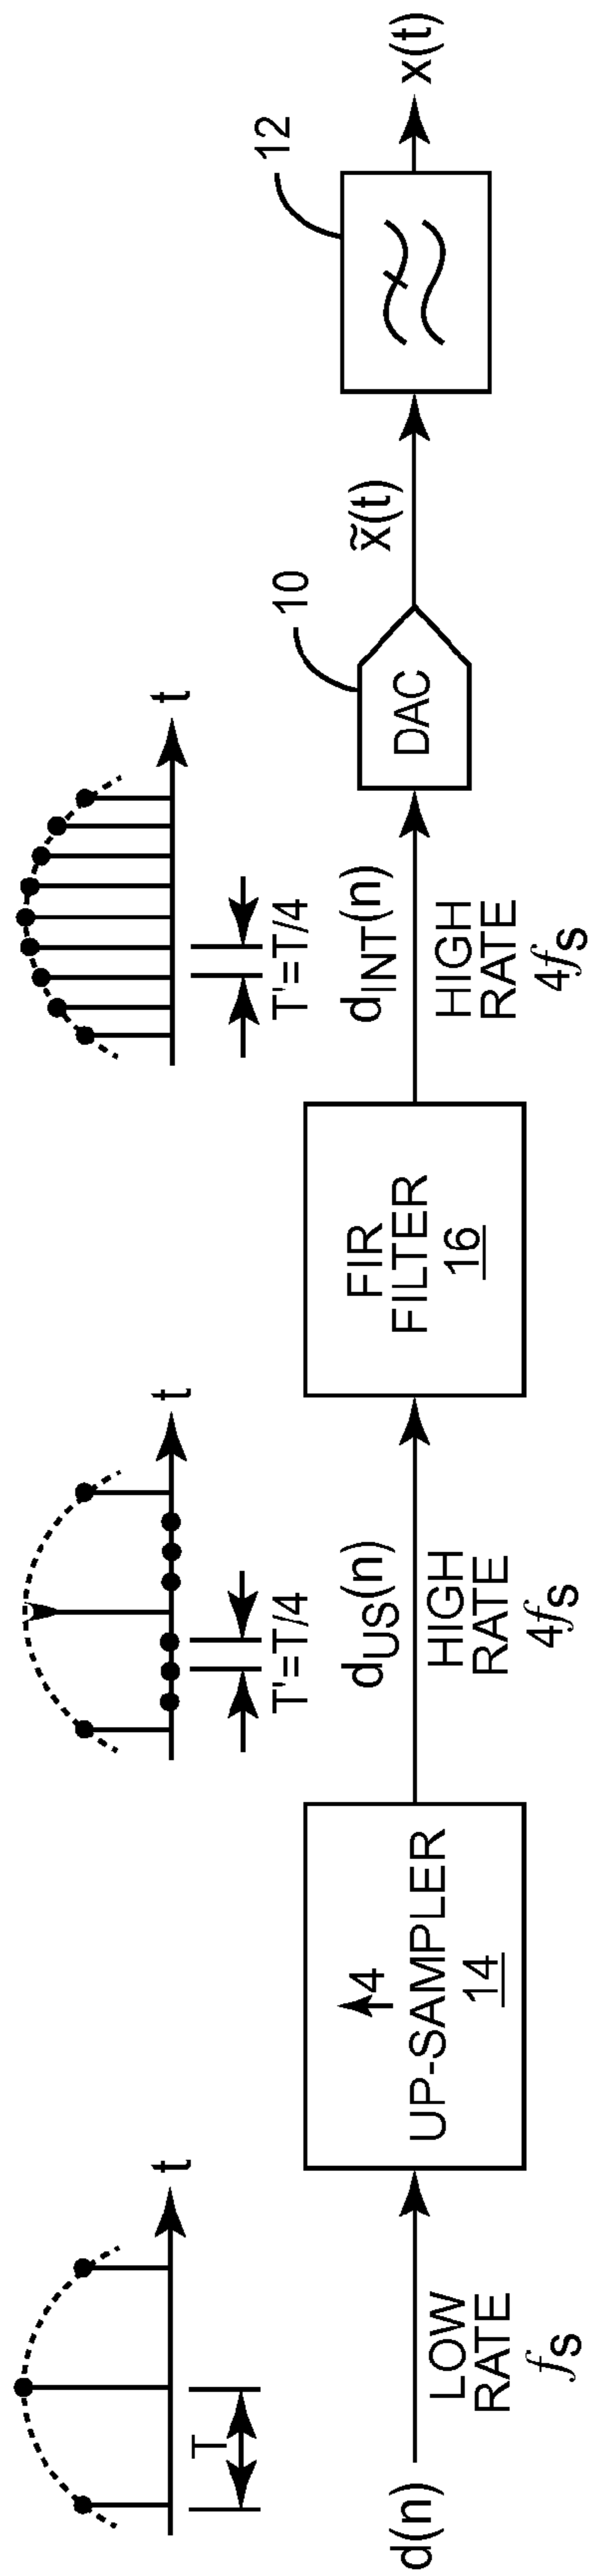 T
t
T'=T/4
t
T'=T/4
t
d(n)
LOW
RATE
fS
4
UP-SAMPLER
14
dUS(n)
HIGH
RATE
4fS
FIR
FILTER
16
dINT(n)
HIGH
RATE
4fS
DAC
10
x̃(t)
12
x(t)